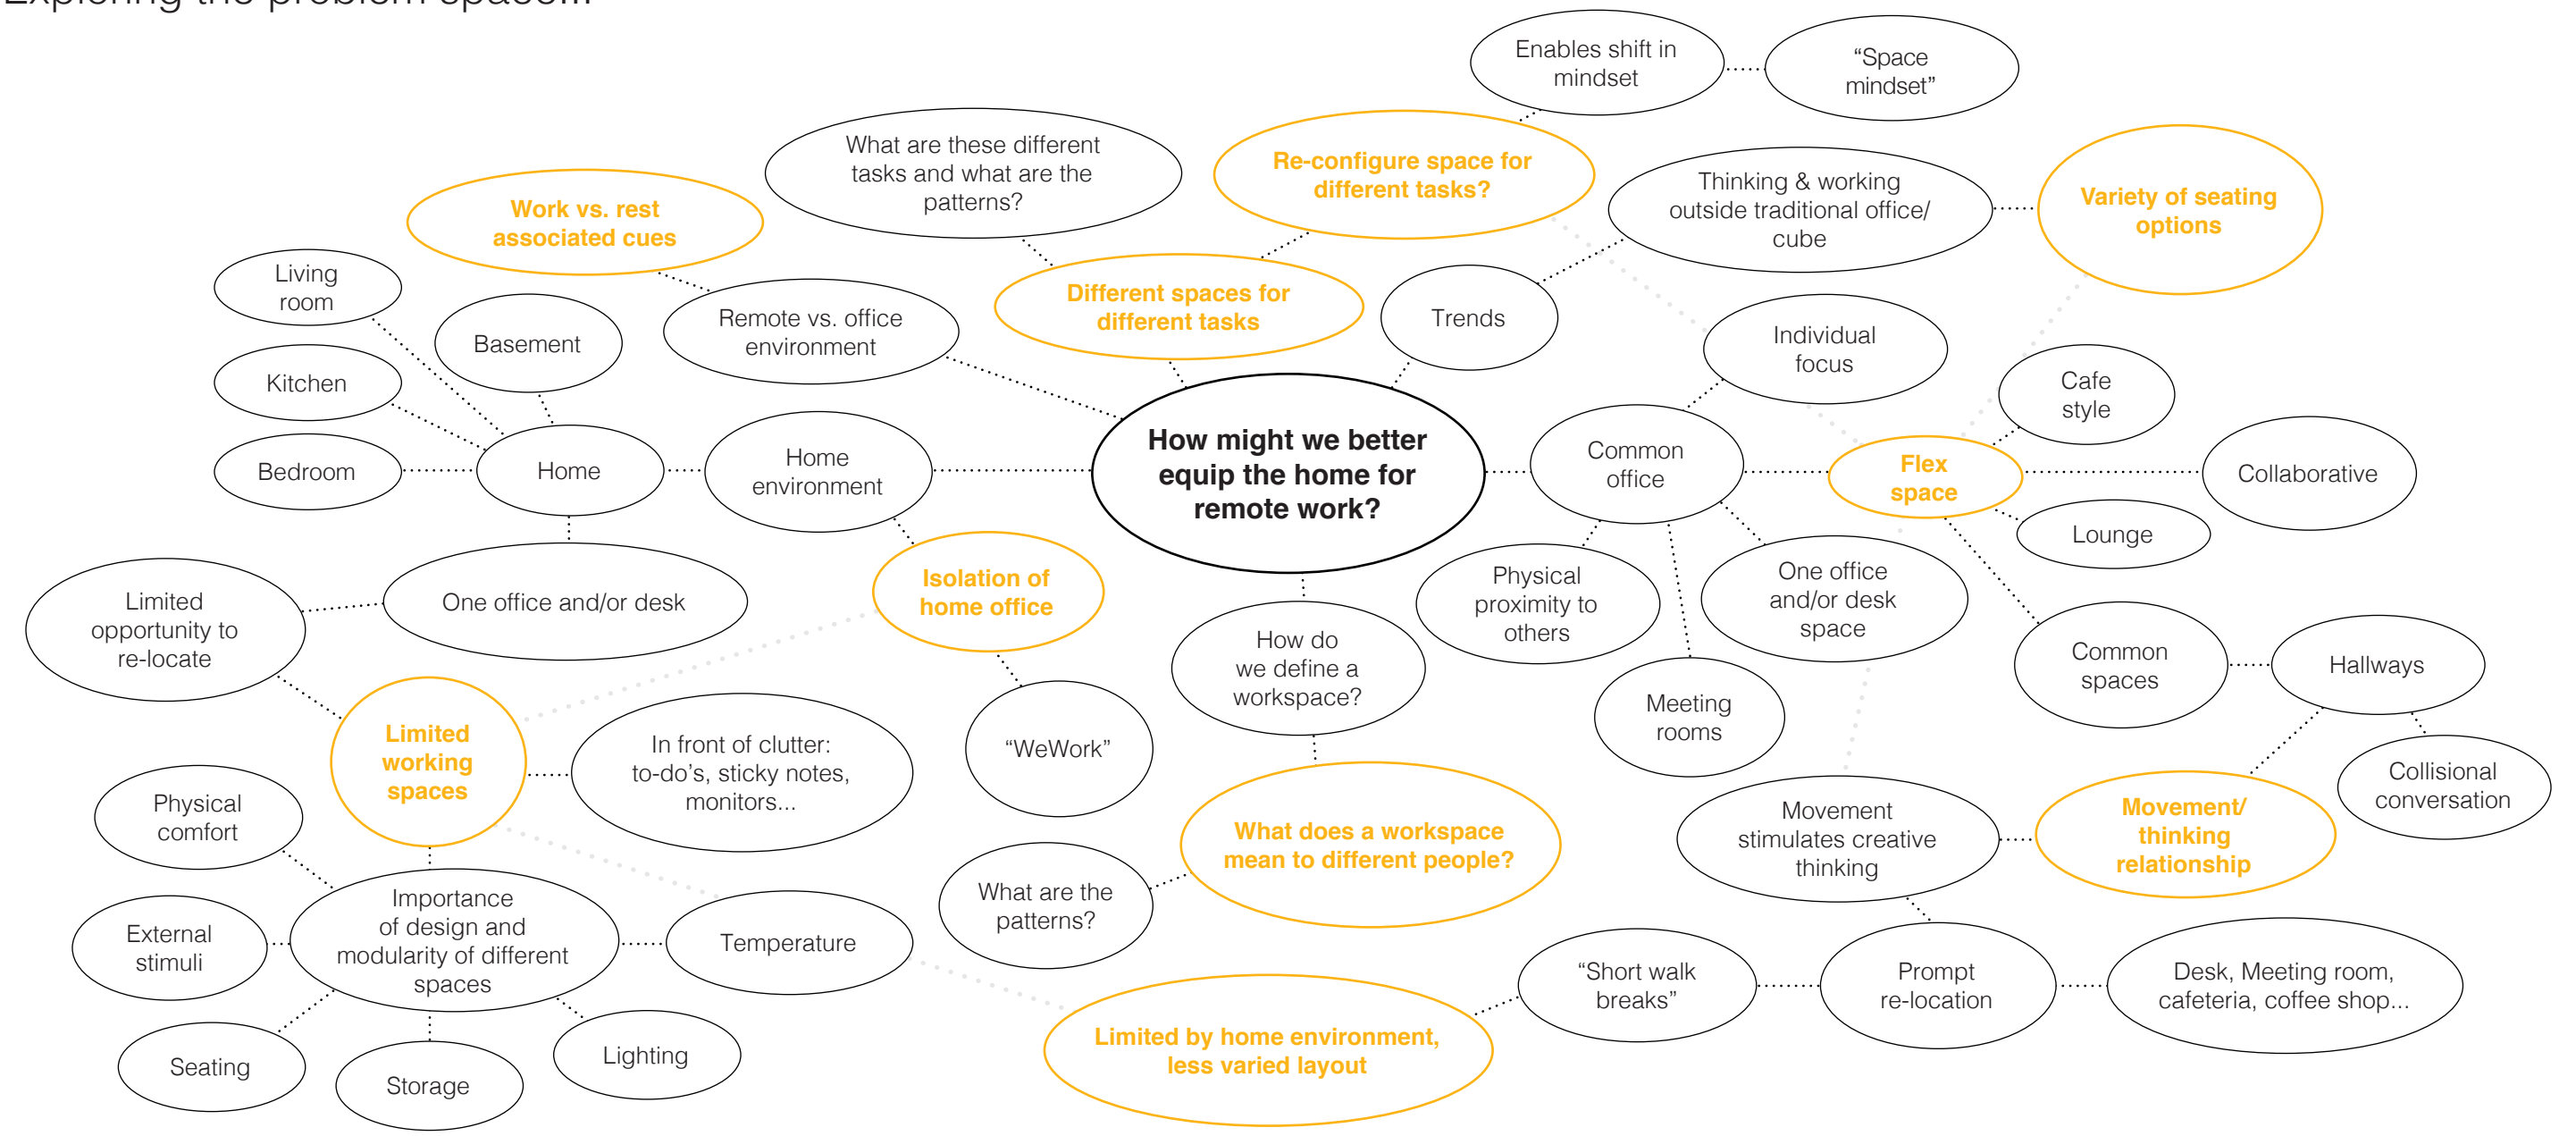 Exploring the problem space...
Enables shift in
mindset
“Space
mindset”
What are these different
tasks and what are the
patterns?
Re-configure space for
different tasks?
Thinking & working
outside traditional office/
cube
Variety of seating
options
Work vs. rest
associated cues
Living
room
Basement
Remote vs. office
environment
Different spaces for
different tasks
Trends
Individual
focus
Kitchen
Cafe
style
Bedroom
Home
Home
environment
How might we better
equip the home for
remote work?
Common
office
Flex
space
Collaborative
Lounge
Limited
opportunity to
re-locate
One office and/or desk
Isolation of
home office
Physical
proximity to
others
One office
and/or desk
space
How do
we define a
workspace?
Common
spaces
Hallways
Meeting
rooms
Limited
working
spaces
In front of clutter:
to-do’s, sticky notes,
monitors...
“WeWork”
Collisional
conversation
Physical
comfort
What does a workspace
mean to different people?
Movement
stimulates creative
thinking
Movement/
thinking
relationship
External
stimuli
Importance
of design and
modularity of different
spaces
Temperature
What are the
patterns?
“Short walk
breaks”
Prompt
re-location
Desk, Meeting room,
cafeteria, coffee shop...
Seating
Storage
Lighting
Limited by home environment,
less varied layout